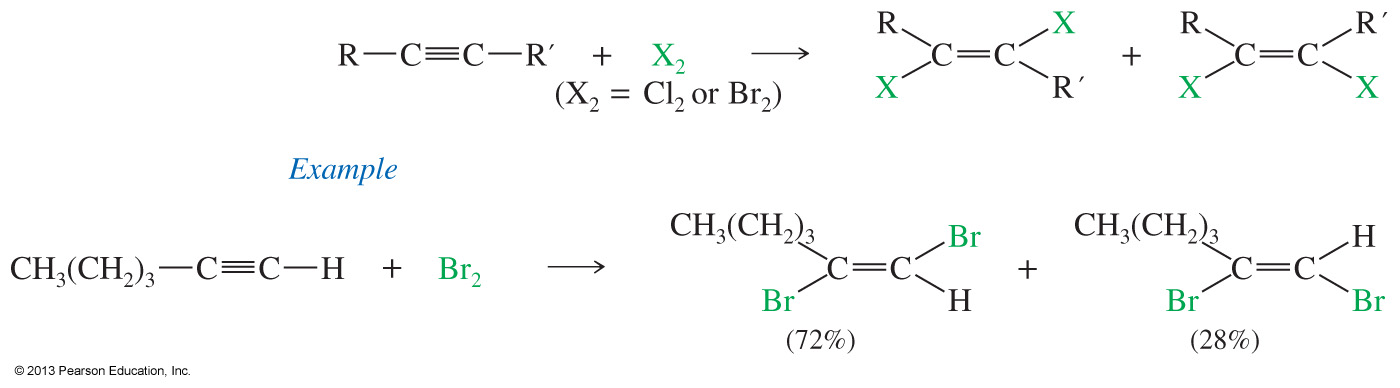 R—C≡C—R′ + X₂ ⟶ R X C=C X R′ + R X C=C R′ X
(X₂ = Cl₂ or Br₂)
Example
CH₃(CH₂)₃—C≡C—H + Br₂ ⟶ CH₃(CH₂)₃ Br C=C Br H + CH₃(CH₂)₃ Br C=C H Br
(72%) (28%)
© 2013 Pearson Education, Inc.